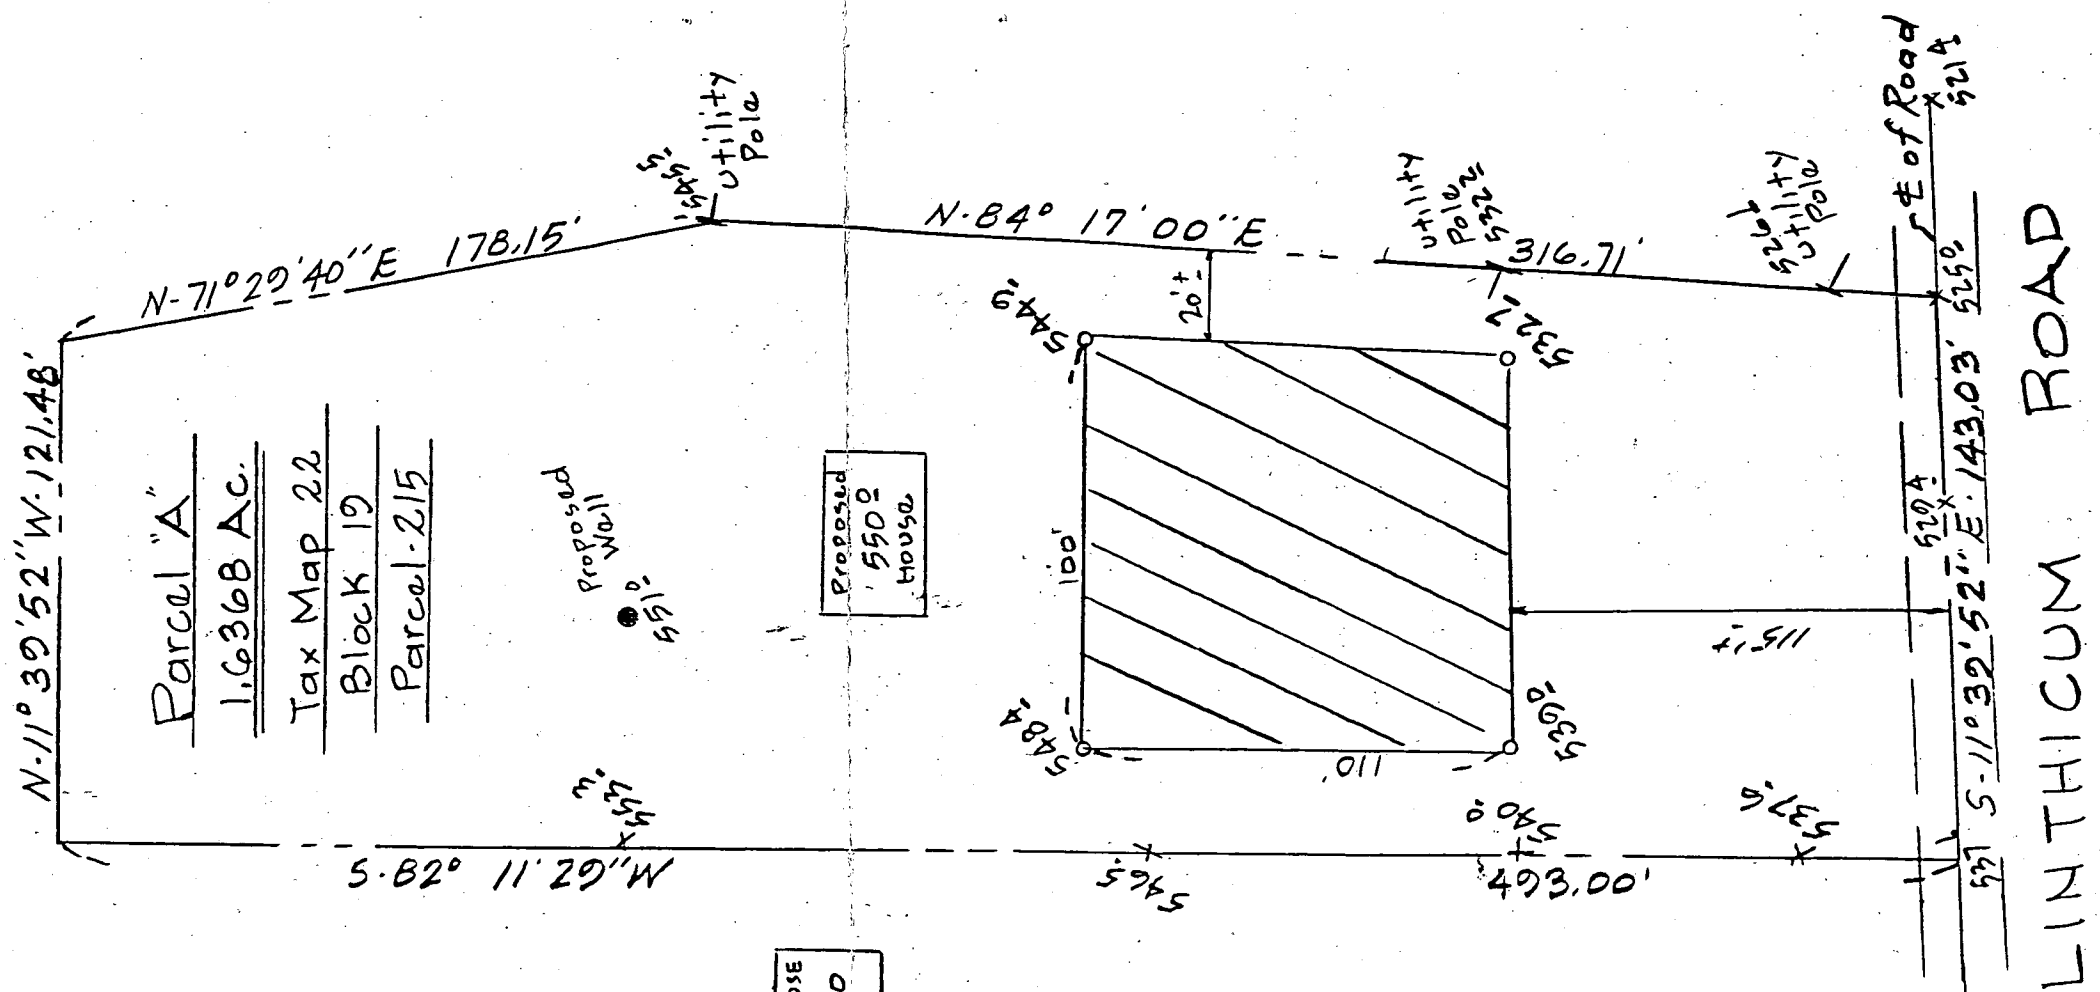 N-11° 39' 52" W-121.48'
N-71° 29' 40" E 178.15'
545.5
Utility
Pole
N-84° 17' 00" E
316.71'
Utility
Pole
532.2
526.1
Utility
Pole
℄ of Road
521.4
Parcel "A"
1.6368 Ac.
Tax Map 22
Block 19
Parcel-215
Proposed
Well
551.0
Proposed
550.0
House
20'±
544.9
532.7
100'
548.4
110'
539.0
115'±
525.0
529.4
S-11° 39' 52" E-143.03'
537
553.3
S-82° 11' 29" W
546.5
540.0
493.00'
537.6
LINTHICUM ROAD